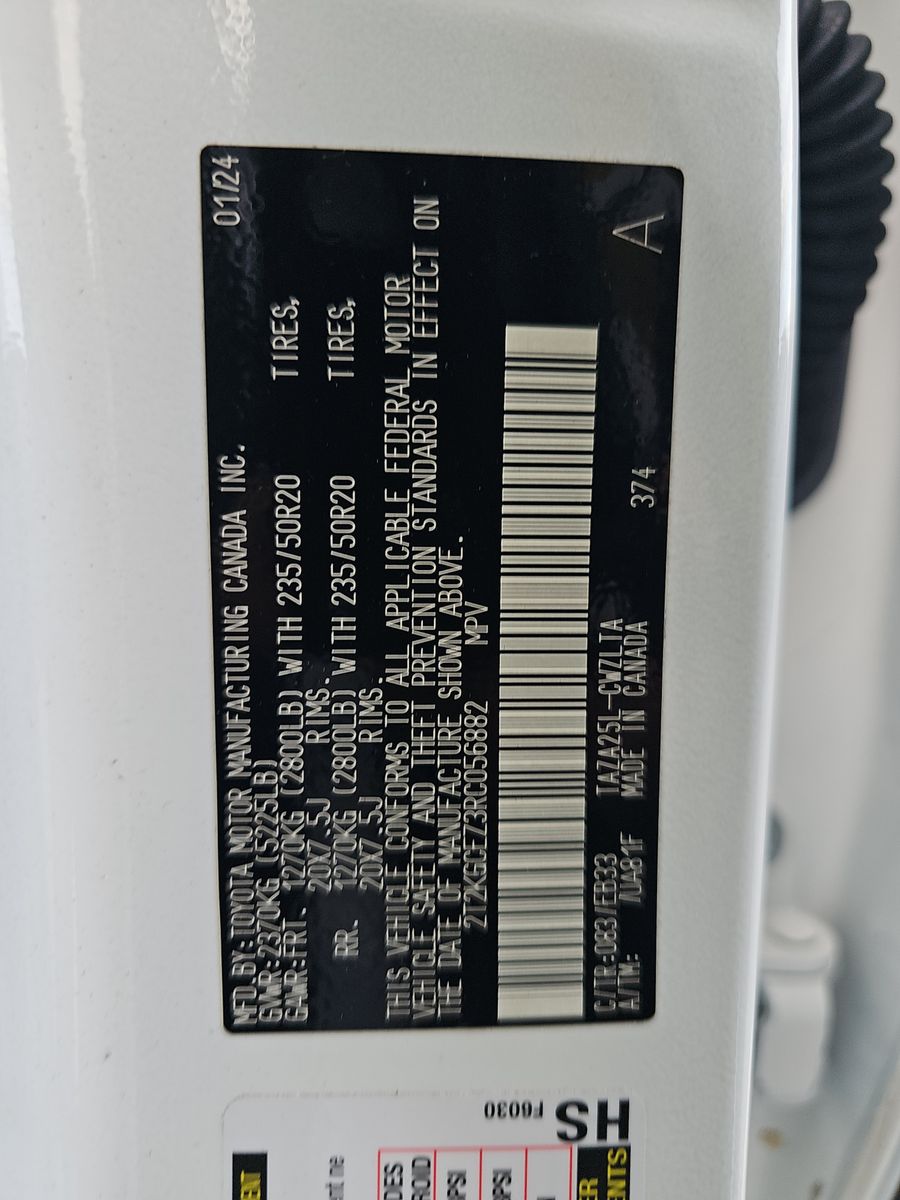 MFD.BY:TOYOTA MOTOR MANUFACTURING CANADA INC. 01/24
GVWR:2370KG (5225LB)
GAWR:FRT. 1270KG (2800LB) WITH 235/50R20 TIRES,
20X7.5J RIMS.
RR. 1270KG (2800LB) WITH 235/50R20 TIRES,
20X7.5J RIMS.
THIS VEHICLE CONFORMS TO ALL APPLICABLE FEDERAL MOTOR
VEHICLE SAFETY AND THEFT PREVENTION STANDARDS IN EFFECT ON
THE DATE OF MANUFACTURE SHOWN ABOVE.
MPV
C/TR:083/EB33 TAZA25L-CWZLTA
A/TM: MADE IN CANADA 374 A
HS
F6030
PSI
PSI